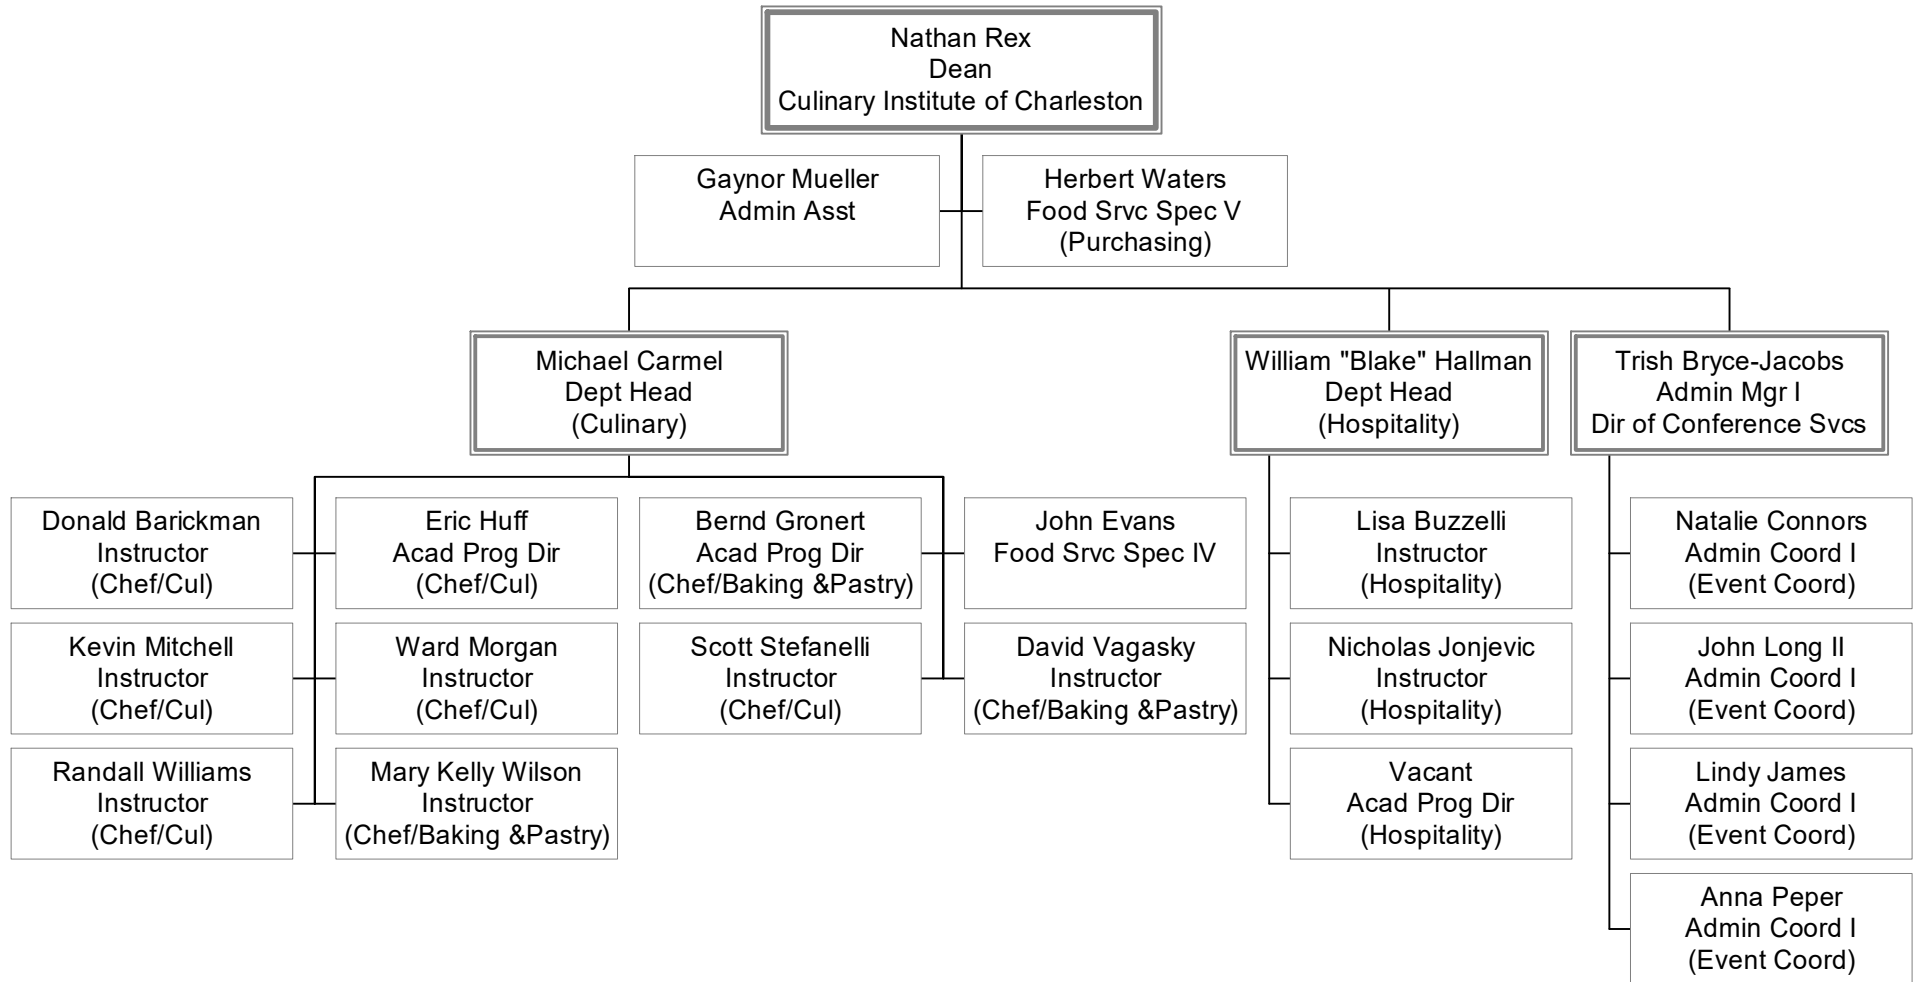 Nathan Rex
Dean
Culinary Institute of Charleston
Gaynor Mueller
Admin Asst
Herbert Waters
Food Srvc Spec V
(Purchasing)
Michael Carmel
Dept Head
(Culinary)
William "Blake" Hallman
Dept Head
(Hospitality)
Trish Bryce-Jacobs
Admin Mgr I
Dir of Conference Svcs
Donald Barickman
Instructor
(Chef/Cul)
Eric Huff
Acad Prog Dir
(Chef/Cul)
Bernd Gronert
Acad Prog Dir
(Chef/Baking &Pastry)
John Evans
Food Srvc Spec IV
Lisa Buzzelli
Instructor
(Hospitality)
Natalie Connors
Admin Coord I
(Event Coord)
Kevin Mitchell
Instructor
(Chef/Cul)
Ward Morgan
Instructor
(Chef/Cul)
Scott Stefanelli
Instructor
(Chef/Cul)
David Vagasky
Instructor
(Chef/Baking &Pastry)
Nicholas Jonjevic
Instructor
(Hospitality)
John Long II
Admin Coord I
(Event Coord)
Randall Williams
Instructor
(Chef/Cul)
Mary Kelly Wilson
Instructor
(Chef/Baking &Pastry)
Vacant
Acad Prog Dir
(Hospitality)
Lindy James
Admin Coord I
(Event Coord)
Anna Peper
Admin Coord I
(Event Coord)